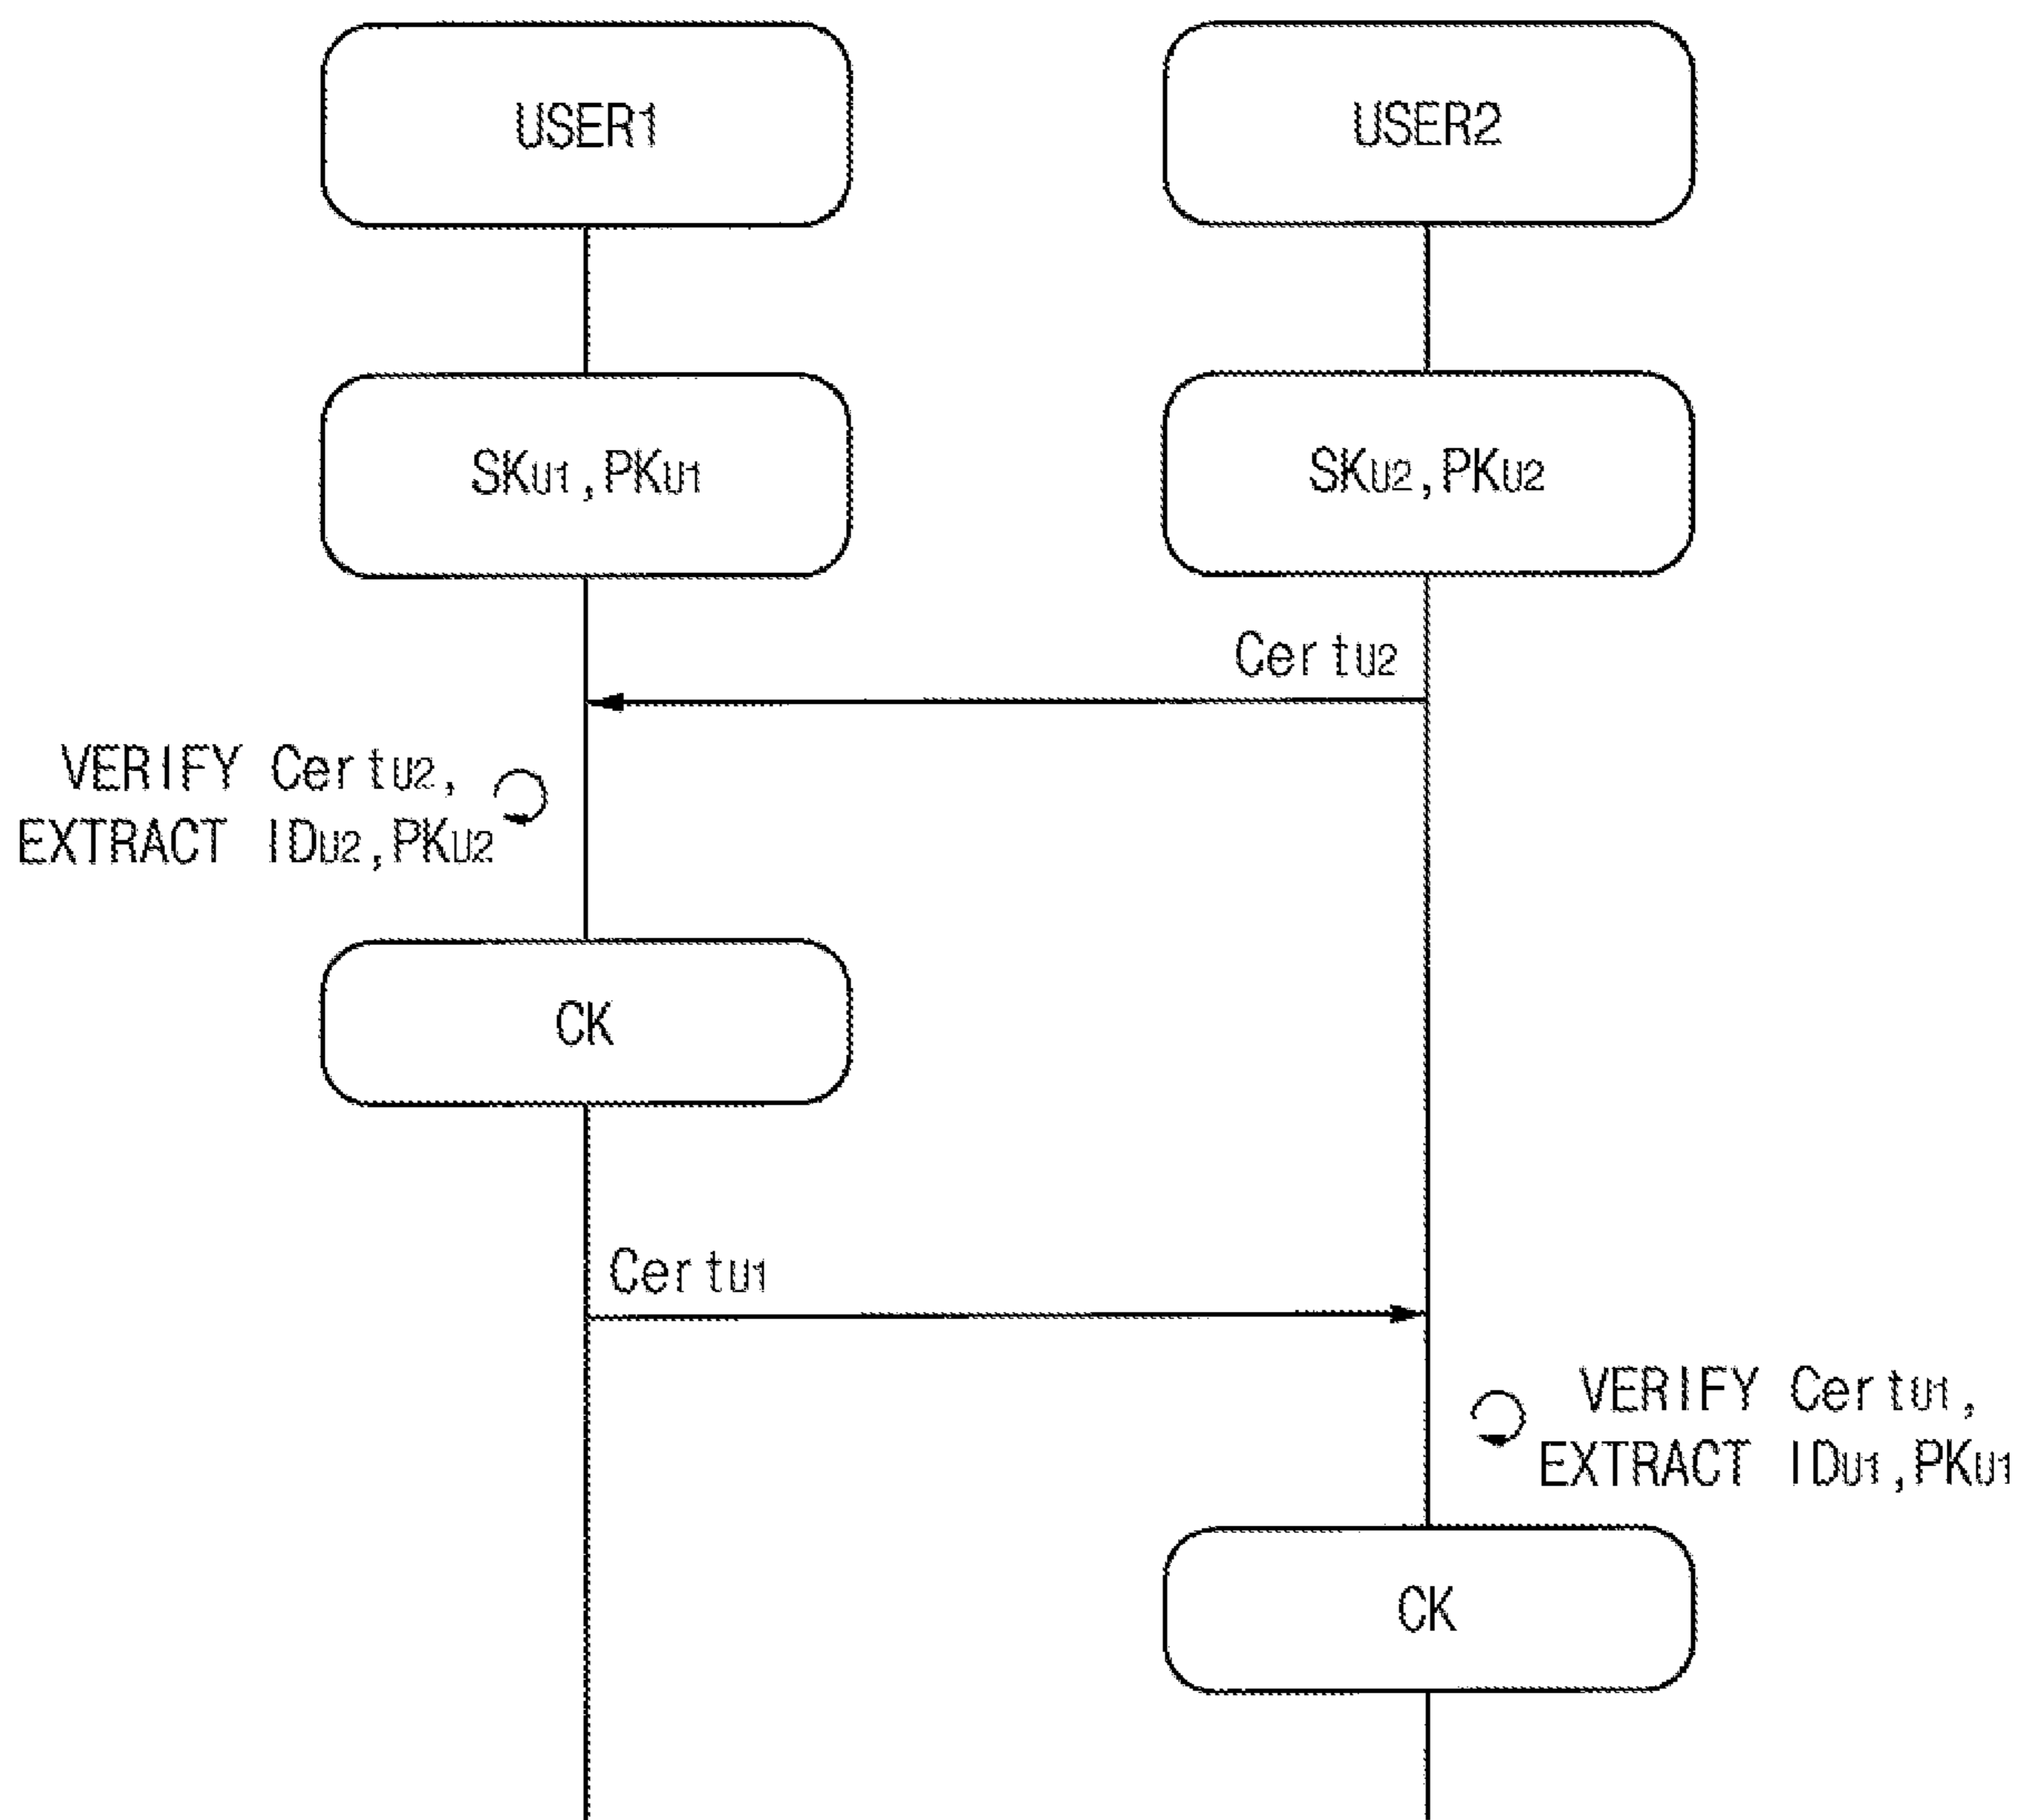 USER1
USER2
SKU1,PKU1
SKU2,PKU2
CertU2
VERIFY CertU2,
EXTRACT IDU2,PKU2
CK
CertU1
VERIFY CertU1,
EXTRACT IDU1,PKU1
CK